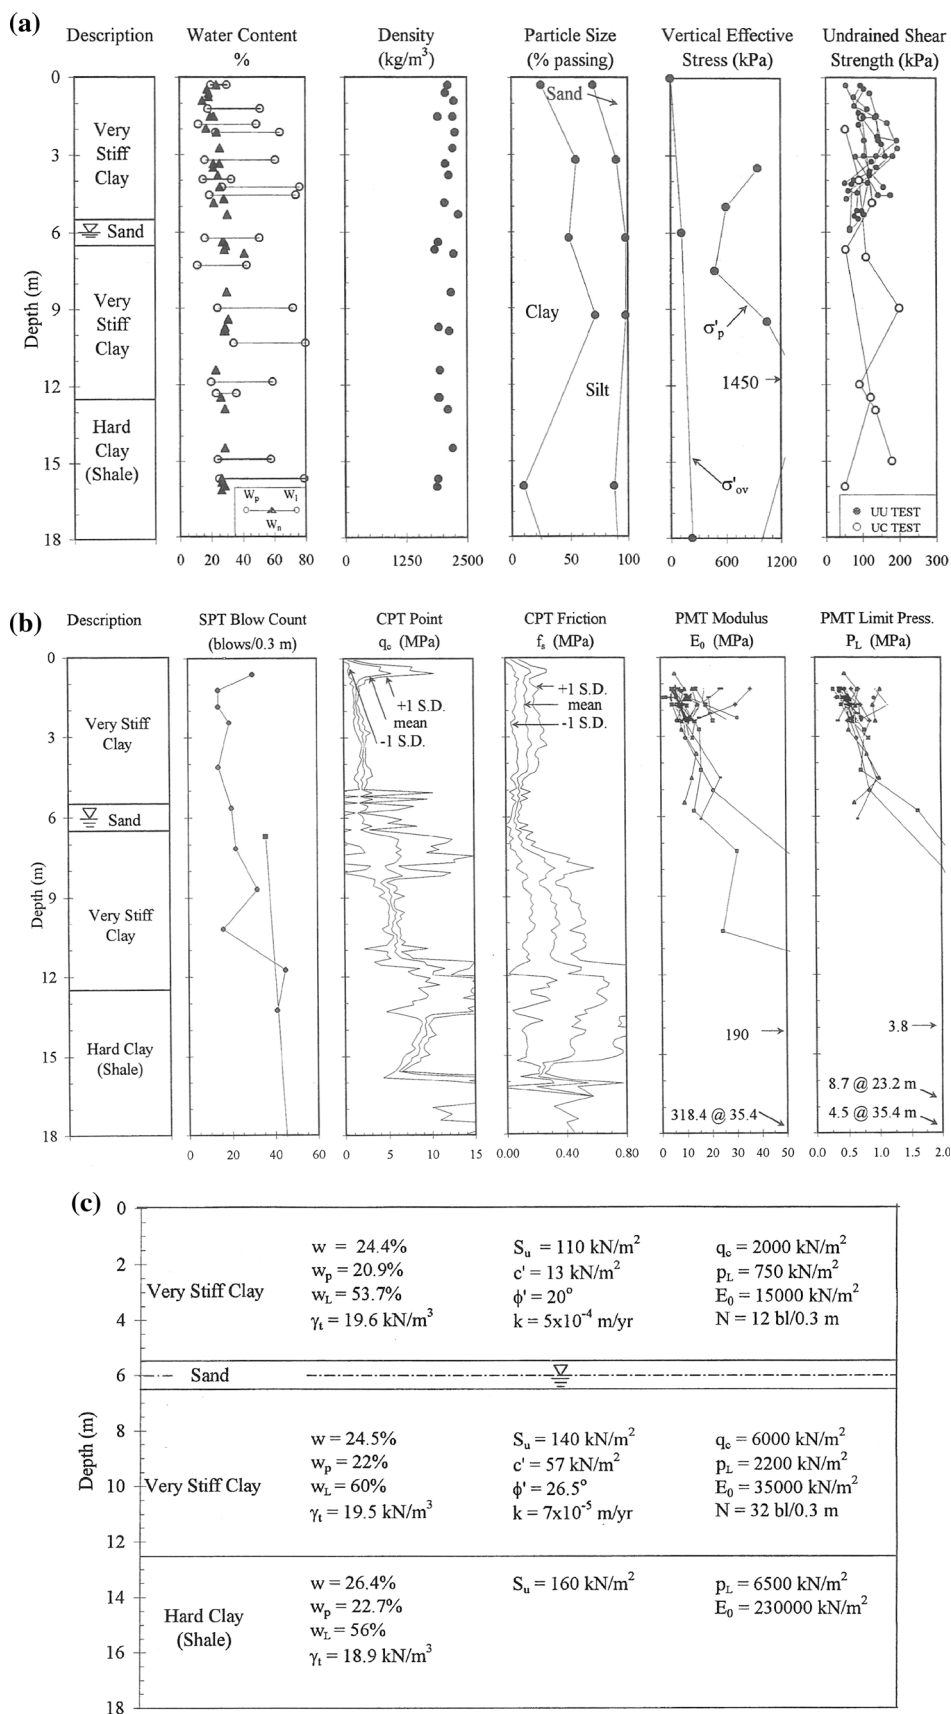 (a)
Description
Water Content
%
Density
(kg/m³)
Particle Size
(% passing)
Vertical Effective
Stress (kPa)
Undrained Shear
Strength (kPa)
Depth (m)
0
3
6
9
12
15
18
Very
Stiff
Clay
Sand
Very
Stiff
Clay
Hard
Clay
(Shale)
Wp Wl
Wn
0 20 40 60 80
0 1250 2500
Sand
Clay
Silt
0 50 100
σ'p
1450
σ'ov
0 600 1200
UU TEST
UC TEST
0 100 200 300
(b)
Description
SPT Blow Count
(blows/0.3 m)
CPT Point
qc (MPa)
CPT Friction
fs (MPa)
PMT Modulus
E0 (MPa)
PMT Limit Press.
PL (MPa)
Depth (m)
0
3
6
9
12
15
18
Very Stiff
Clay
Sand
Very Stiff
Clay
Hard Clay
(Shale)
0 20 40 60
+1 S.D.
mean
-1 S.D.
0 5 10 15
+1 S.D.
mean
-1 S.D.
0.00 0.40 0.80
190
318.4 @ 35.4
0 10 20 30 40 50
3.8
8.7 @ 23.2 m
4.5 @ 35.4 m
0.0 0.5 1.0 1.5 2.0
(c)
Depth (m)
0
2
4
6
8
10
12
14
16
18
Very Stiff Clay
w = 24.4%
wp = 20.9%
wL = 53.7%
γt = 19.6 kN/m³
Su = 110 kN/m²
c' = 13 kN/m²
ϕ' = 20°
k = 5x10⁻⁴ m/yr
qc = 2000 kN/m²
pL = 750 kN/m²
E0 = 15000 kN/m²
N = 12 bl/0.3 m
Sand
Very Stiff Clay
w = 24.5%
wp = 22%
wL = 60%
γt = 19.5 kN/m³
Su = 140 kN/m²
c' = 57 kN/m²
ϕ' = 26.5°
k = 7x10⁻⁵ m/yr
qc = 6000 kN/m²
pL = 2200 kN/m²
E0 = 35000 kN/m²
N = 32 bl/0.3 m
Hard Clay
(Shale)
w = 26.4%
wp = 22.7%
wL = 56%
γt = 18.9 kN/m³
Su = 160 kN/m²
pL = 6500 kN/m²
E0 = 230000 kN/m²